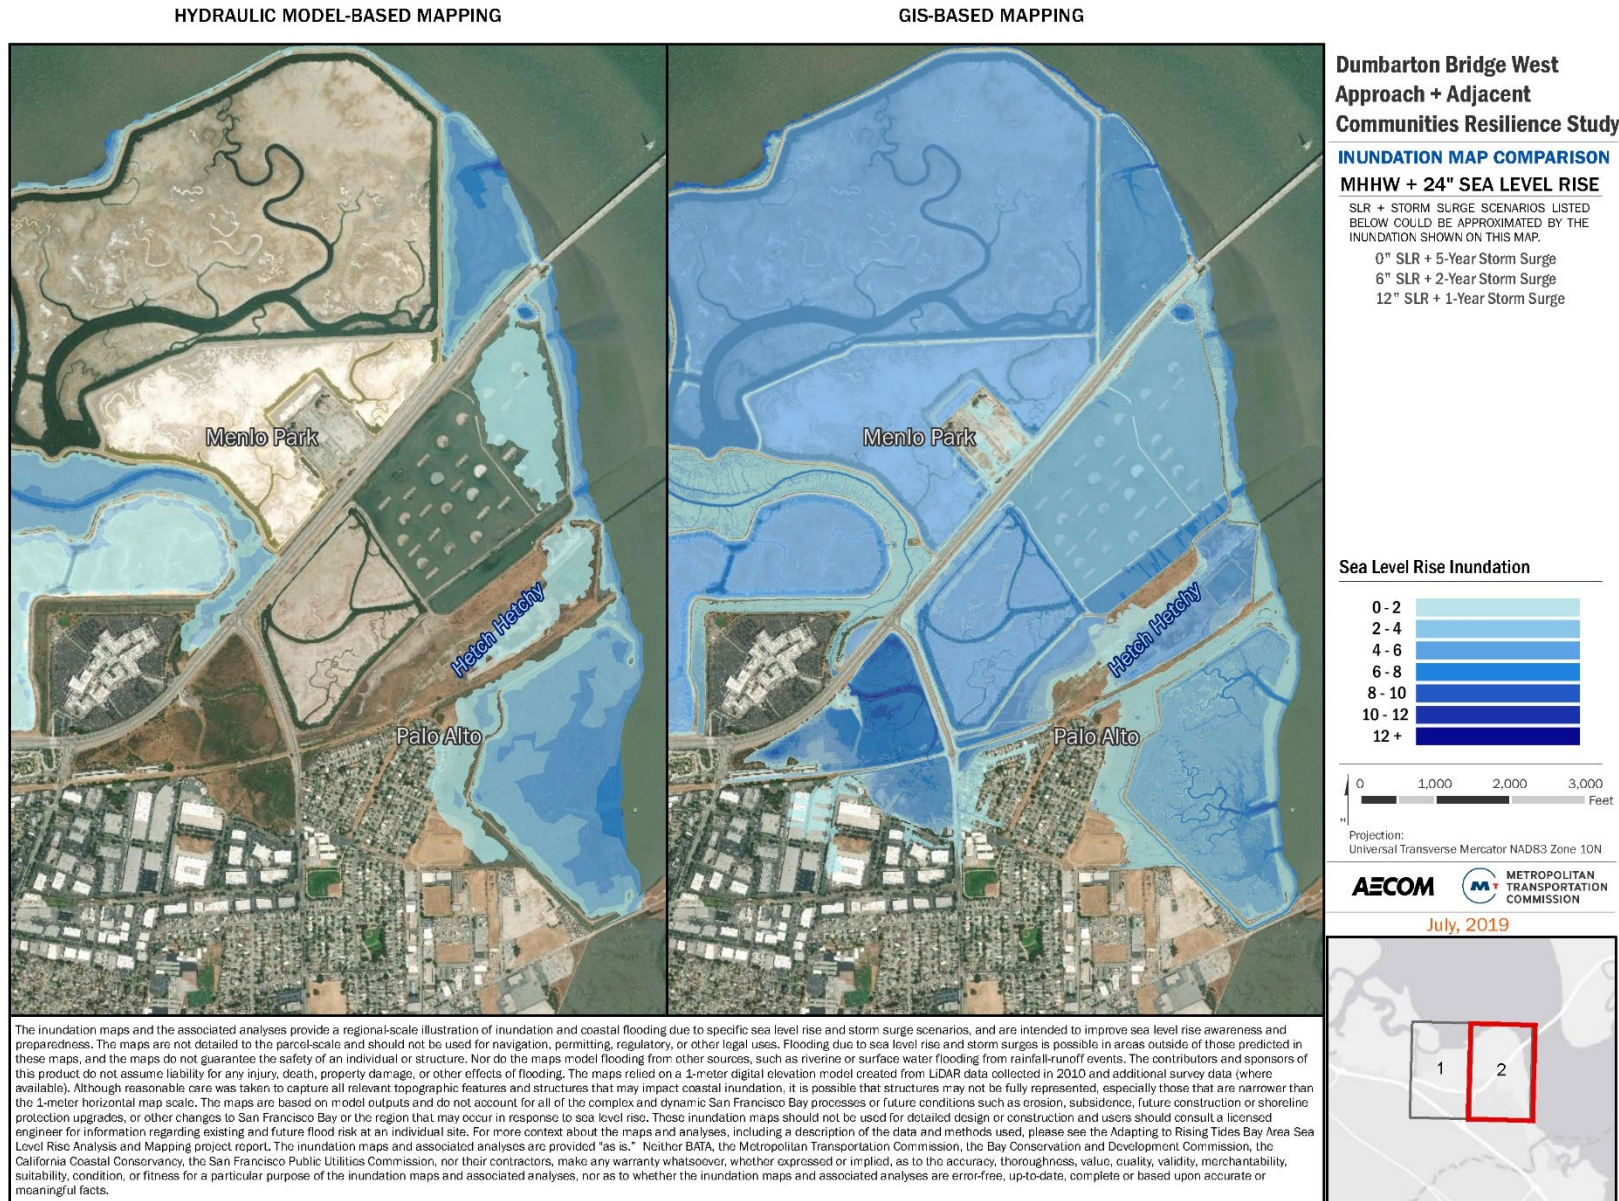 HYDRAULIC MODEL-BASED MAPPING
GIS-BASED MAPPING
Menlo Park
Hetch Hetchy
Palo Alto
Menlo Park
Hetch Hetchy
Palo Alto
Dumbarton Bridge West
Approach + Adjacent
Communities Resilience Study
INUNDATION MAP COMPARISON
MHHW + 24" SEA LEVEL RISE
SLR + STORM SURGE SCENARIOS LISTED
BELOW COULD BE APPROXIMATED BY THE
INUNDATION SHOWN ON THIS MAP.
0" SLR + 5-Year Storm Surge
6" SLR + 2-Year Storm Surge
12" SLR + 1-Year Storm Surge
Sea Level Rise Inundation
0 - 2
2 - 4
4 - 6
6 - 8
8 - 10
10 - 12
12 +
0 1,000 2,000 3,000
Feet
N
Projection:
Universal Transverse Mercator NAD83 Zone 10N
AECOM
MT METROPOLITAN
TRANSPORTATION
COMMISSION
July, 2019
1 2
The inundation maps and the associated analyses provide a regional-scale illustration of inundation and coastal flooding due to specific sea level rise and storm surge scenarios, and are intended to improve sea level rise awareness and
preparedness. The maps are not detailed to the parcel-scale and should not be used for navigation, permitting, regulatory, or other legal uses. Flooding due to sea level rise and storm surges is possible in areas outside of those predicted in
these maps, and the maps do not guarantee the safety of an individual or structure. Nor do the maps model flooding from other sources, such as riverine or surface water flooding from rainfall-runoff events. The contributors and sponsors of
this product do not assume liability for any injury, death, property damage, or other effects of flooding. The maps relied on a 1-meter digital elevation model created from LiDAR data collected in 2010 and additional survey data (where
available). Although reasonable care was taken to capture all relevant topographic features and structures that may impact coastal inundation, it is possible that structures may not be fully represented, especially those that are narrower than
the 1-meter horizontal map scale. The maps are based on model outputs and do not account for all of the complex and dynamic San Francisco Bay processes or future conditions such as erosion, subsidence, future construction or shoreline
protection upgrades, or other changes to San Francisco Bay or the region that may occur in response to sea level rise. These inundation maps should not be used for detailed design or construction and users should consult a licensed
engineer for information regarding existing and future flood risk at an individual site. For more context about the maps and analyses, including a description of the data and methods used, please see the Adapting to Rising Tides Bay Area Sea
Level Rise Analysis and Mapping project report. The inundation maps and associated analyses are provided "as is." Neither BATA, the Metropolitan Transportation Commission, the Bay Conservation and Development Commission, the
California Coastal Conservancy, the San Francisco Public Utilities Commission, nor their contractors, make any warranty whatsoever, whether expressed or implied, as to the accuracy, thoroughness, value, quality, validity, merchantability,
suitability, condition, or fitness for a particular purpose of the inundation maps and associated analyses, nor as to whether the inundation maps and associated analyses are error-free, up-to-date, complete or based upon accurate or
meaningful facts.